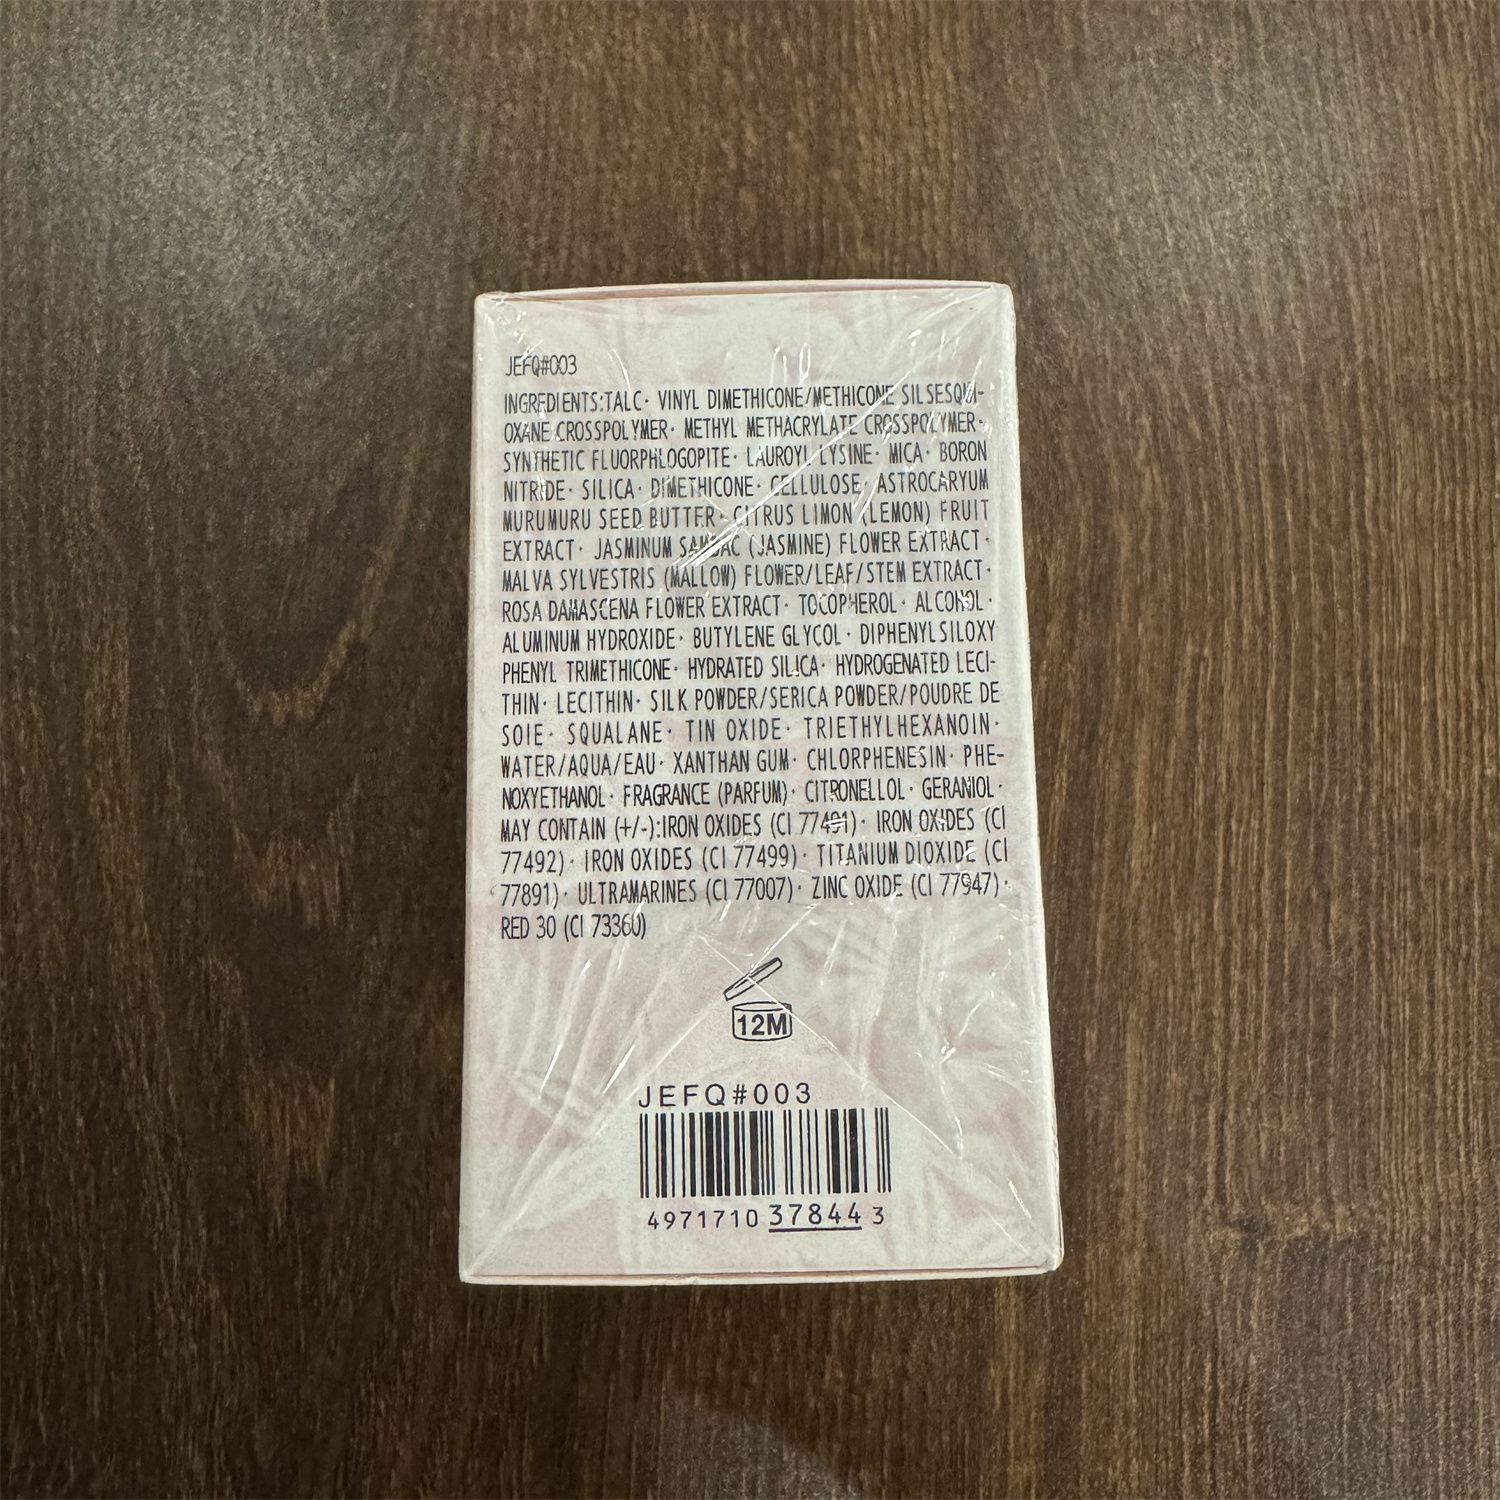 JEFQ#003
INGREDIENTS:TALC· VINYL DIMETHICONE/METHICONE SILSESQUI-
OXANE CROSSPOLYMER· METHYL METHACRYLATE CROSSPOLYMER·
SYNTHETIC FLUORPHLOGOPITE· LAUROYL LYSINE· MICA· BORON
NITRIDE· SILICA· DIMETHICONE· CELLULOSE· ASTROCARYUM
MURUMURU SEED BUTTER· CITRUS LIMON (LEMON) FRUIT
EXTRACT· JASMINUM SAMBAC (JASMINE) FLOWER EXTRACT·
MALVA SYLVESTRIS (MALLOW) FLOWER/LEAF/STEM EXTRACT·
ROSA DAMASCENA FLOWER EXTRACT· TOCOPHEROL· ALCOHOL·
ALUMINUM HYDROXIDE· BUTYLENE GLYCOL· DIPHENYLSILOXY
PHENYL TRIMETHICONE· HYDRATED SILICA· HYDROGENATED LECI-
THIN· LECITHIN· SILK POWDER/SERICA POWDER/POUDRE DE
SOIE· SQUALANE· TIN OXIDE· TRIETHYLHEXANOIN·
WATER/AQUA/EAU· XANTHAN GUM· CHLORPHENESIN· PHE-
NOXYETHANOL· FRAGRANCE (PARFUM)· CITRONELLOL· GERANIOL·
MAY CONTAIN (+/-):IRON OXIDES (CI 77491)· IRON OXIDES (CI
77492)· IRON OXIDES (CI 77499)· TITANIUM DIOXIDE (CI
77891)· ULTRAMARINES (CI 77007)· ZINC OXIDE (CI 77947)·
RED 30 (CI 73360)
12M
JEFQ#003
4971710 37844 3